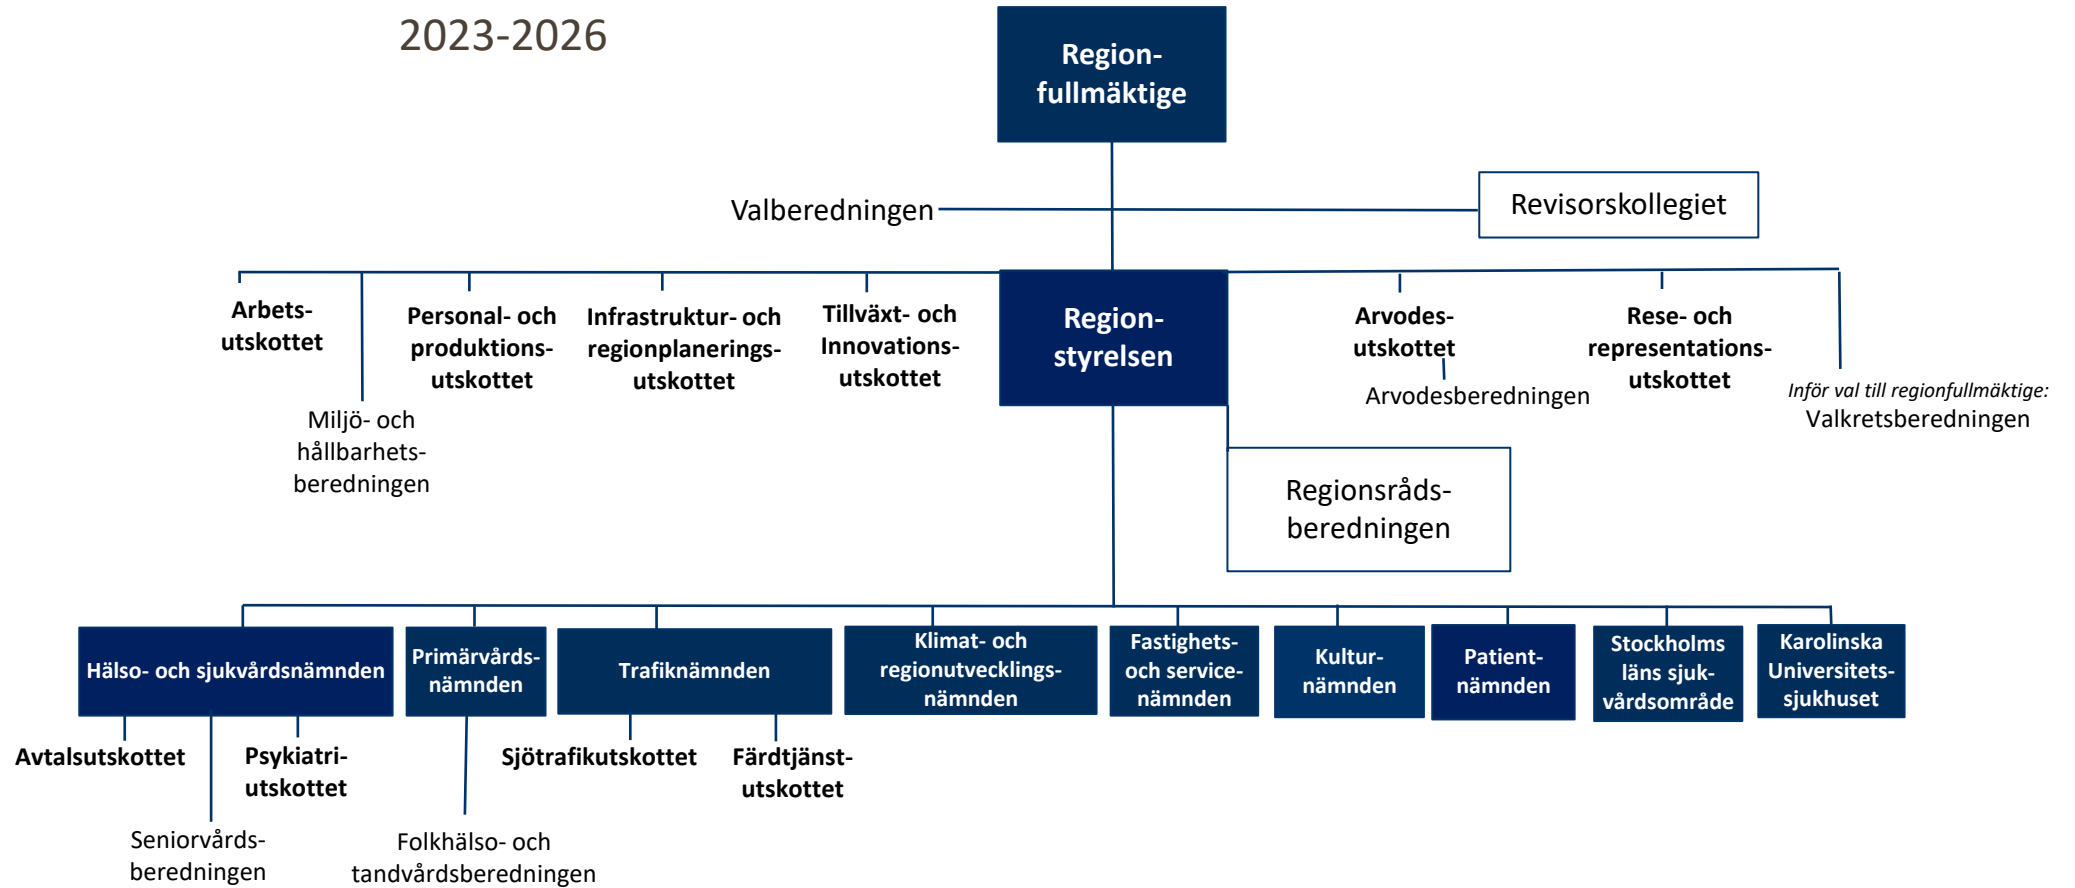 2023-2026
Region-
fullmäktige
Valberedningen
Revisorskollegiet
Arbets-
utskottet
Miljö- och
hållbarhets-
beredningen
Personal- och
produktions-
utskottet
Infrastruktur- och
regionplanerings-
utskottet
Tillväxt- och
Innovations-
utskottet
Region-
styrelsen
Arvodes-
utskottet
Arvodesberedningen
Rese- och
representations-
utskottet
Inför val till regionfullmäktige:
Valkretsberedningen
Regionsråds-
beredningen
Hälso- och sjukvårdsnämnden
Primärvårds-
nämnden
Trafiknämnden
Klimat- och
regionutvecklings-
nämnden
Fastighets-
och service-
nämnden
Kultur-
nämnden
Patient-
nämnden
Stockholms
läns sjuk-
vårdsområde
Karolinska
Universitets-
sjukhuset
Avtalsutskottet
Psykiatri-
utskottet
Sjötrafikutskottet
Färdtjänst-
utskottet
Seniorvårds-
beredningen
Folkhälso- och
tandvårdsberedningen